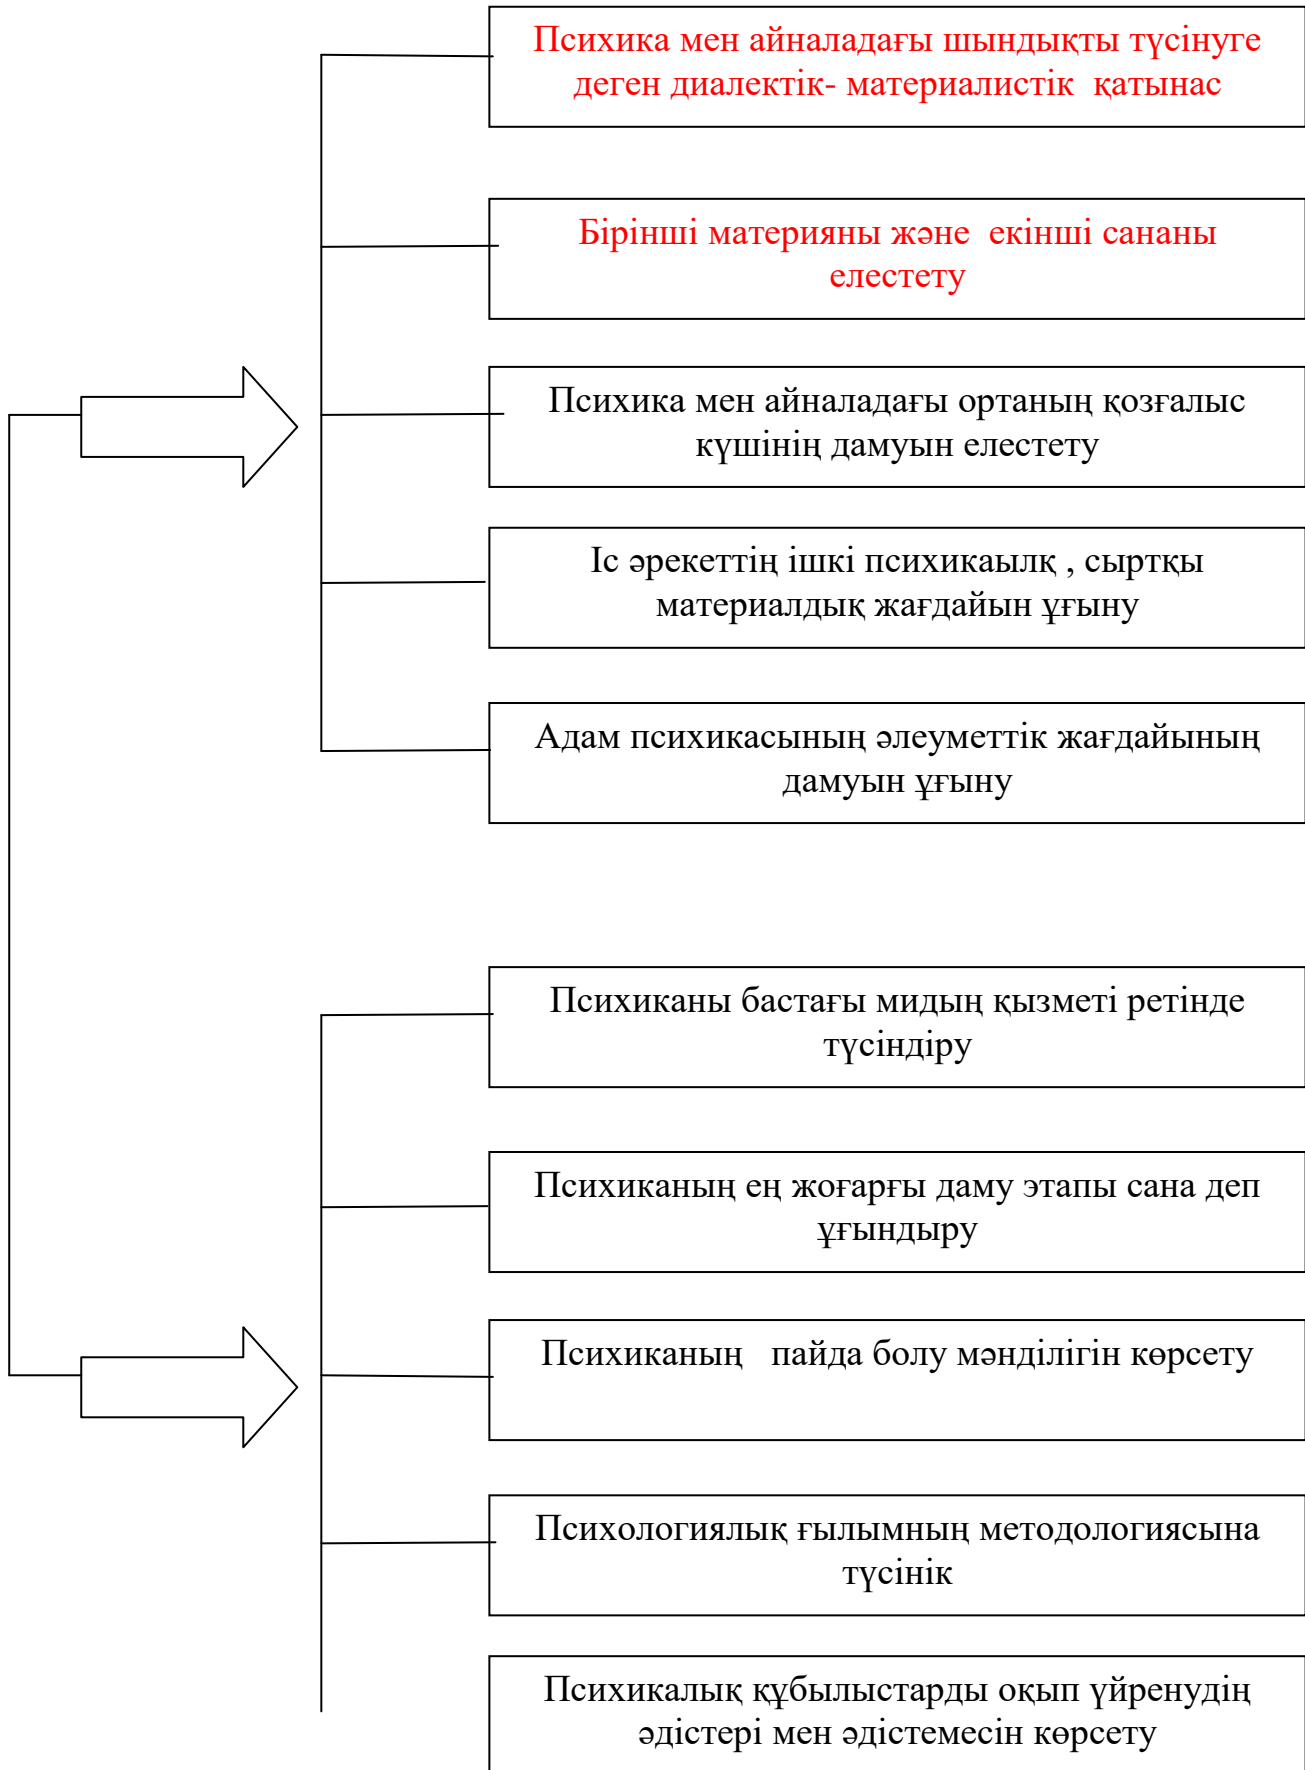 Психика мен айналадағы шындықты түсінуге
деген диалектік- материалистік қатынас
Бірінші материяны және екінші сананы
елестету
Психика мен айналадағы ортаның қозғалыс
күшінің дамуын елестету
Іс әрекеттің ішкі психикаылқ , сыртқы
материалдық жағдайын ұғыну
Адам психикасының әлеуметтік жағдайының
дамуын ұғыну
Психиканы бастағы мидың қызметі ретінде
түсіндіру
Психиканың ең жоғарғы даму этапы сана деп
ұғындыру
Психиканың пайда болу мәнділігін көрсету
Психологиялық ғылымның методологиясына
түсінік
Психикалық құбылыстарды оқып үйренудің
әдістері мен әдістемесін көрсету